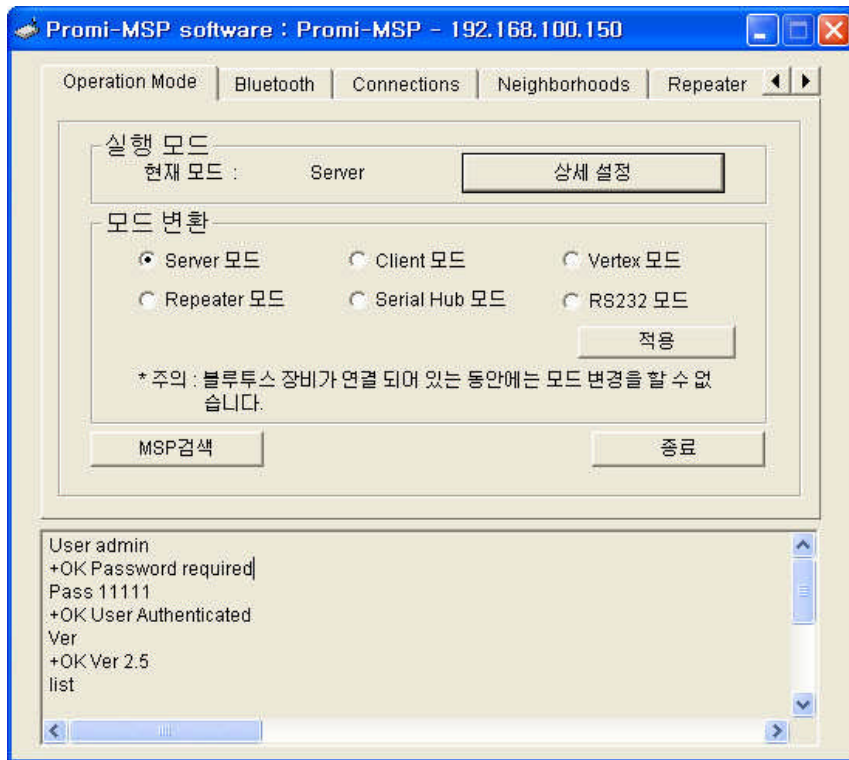 Promi-MSP software : Promi-MSP - 192.168.100.150
Operation Mode Bluetooth Connections Neighborhoods Repeater
실행 모드
현재 모드 : Server 상세 설정
모드 변환
Server 모드 Client 모드 Vertex 모드
Repeater 모드 Serial Hub 모드 RS232 모드
적용
* 주의 : 블루투스 장비가 연결 되어 있는 동안에는 모드 변경을 할 수 없
습니다.
MSP검색 종료
User admin
+OK Password required
Pass 11111
+OK User Authenticated
Ver
+OK Ver 2.5
list